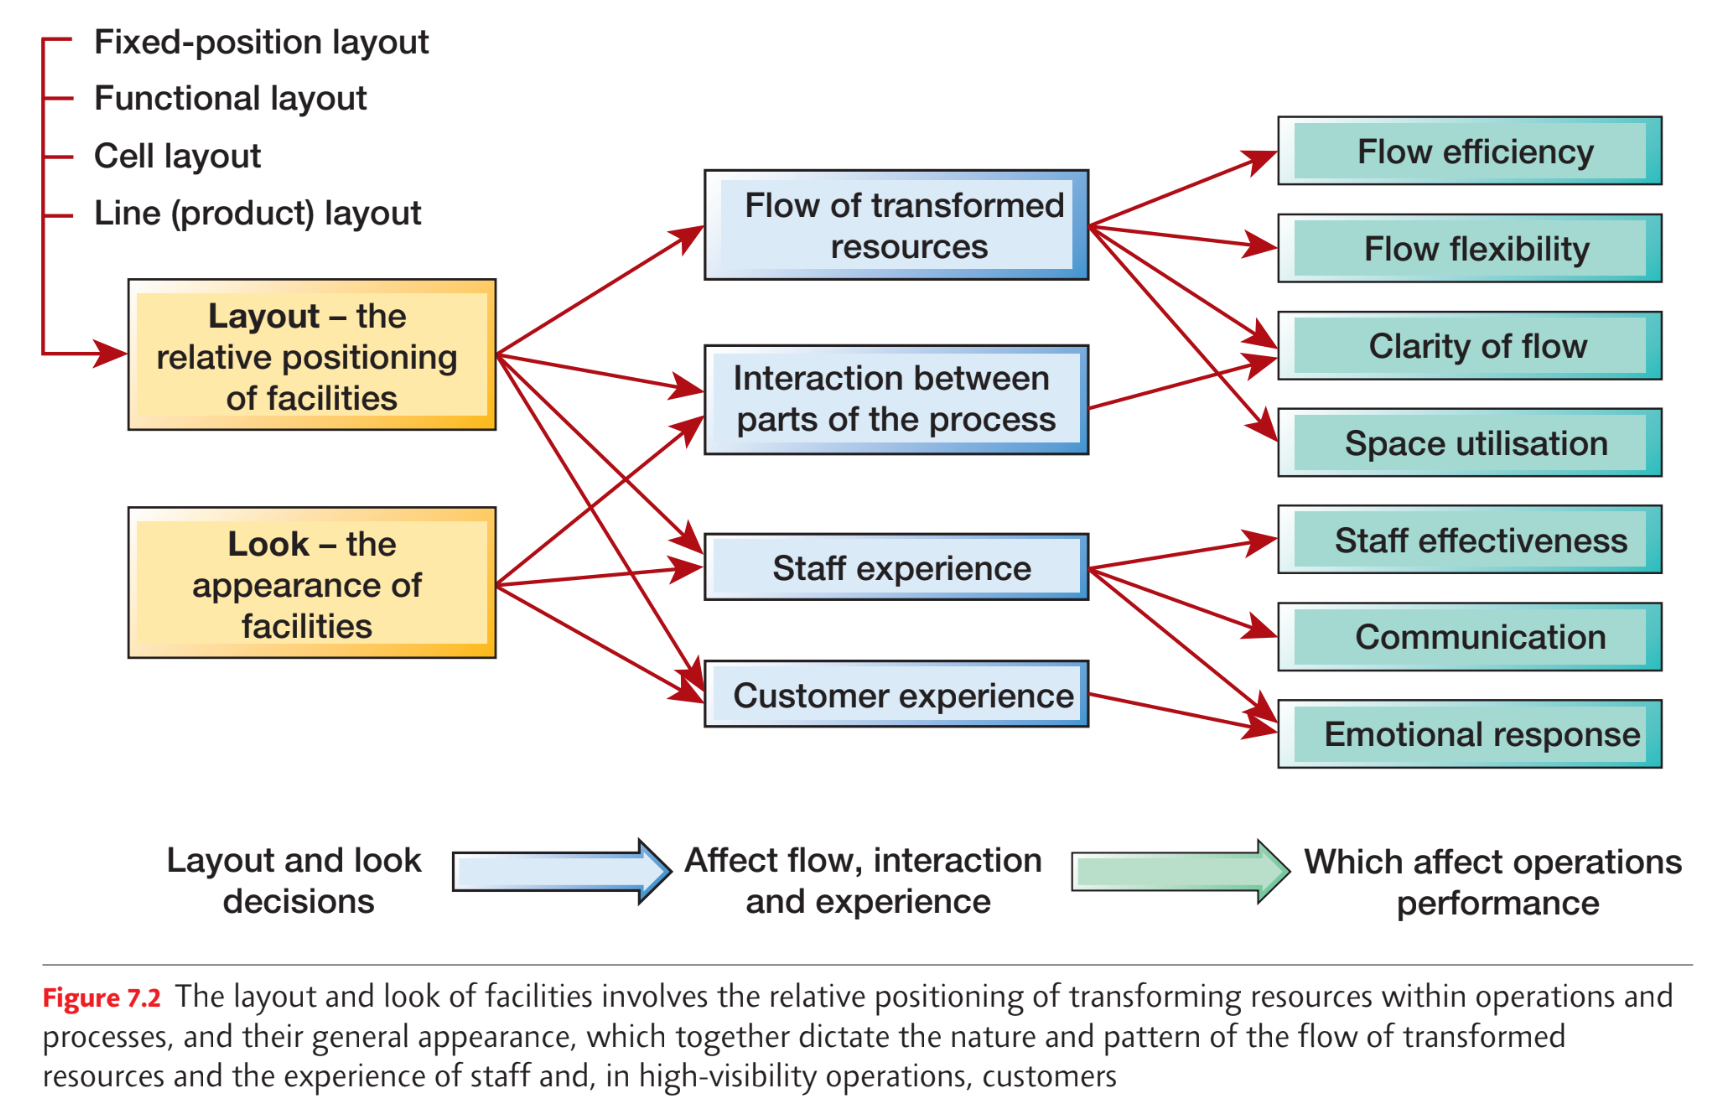 Fixed-position layout
Functional layout
Cell layout
Line (product) layout
Layout – the
relative positioning
of facilities
Look – the
appearance of
facilities
Flow of transformed
resources
Interaction between
parts of the process
Staff experience
Customer experience
Flow efficiency
Flow flexibility
Clarity of flow
Space utilisation
Staff effectiveness
Communication
Emotional response
Layout and look
decisions
Affect flow, interaction
and experience
Which affect operations
performance
Figure 7.2 The layout and look of facilities involves the relative positioning of transforming resources within operations and
processes, and their general appearance, which together dictate the nature and pattern of the flow of transformed
resources and the experience of staff and, in high-visibility operations, customers